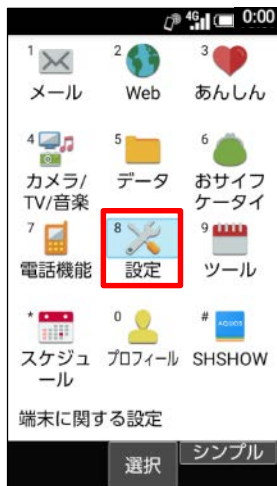 4G 0:00
1 2 3
メール Web あんしん
4 5 6
カメラ/ データ おサイフ
TV/音楽 ケータイ
7 8 9
電話機能 設定 ツール
* 0 #
AQUOS
スケジュ プロフィール SHSHOW
ール
端末に関する設定
選択 シンプル